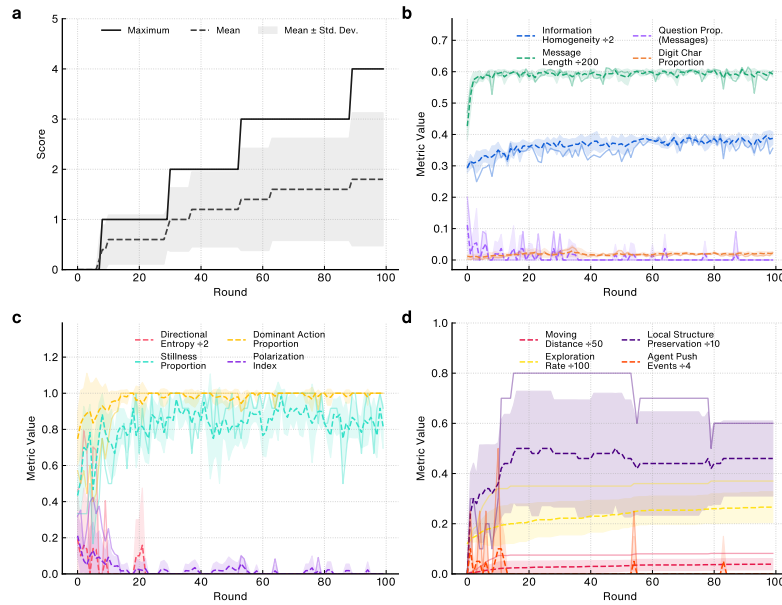 a
Maximum
Mean
Mean ± Std. Dev.
5
4
3
2
1
0
Score
0
20
40
60
80
100
Round
b
Information
Homogeneity ÷2
Message
Length ÷200
Question Prop.
(Messages)
Digit Char
Proportion
0.7
0.6
0.5
0.4
0.3
0.2
0.1
0.0
Metric Value
0
20
40
60
80
100
Round
c
Directional
Entropy ÷2
Stillness
Proportion
Dominant Action
Proportion
Polarization
Index
1.2
1.0
0.8
0.6
0.4
0.2
0.0
Metric Value
0
20
40
60
80
100
Round
d
Moving
Distance ÷50
Exploration
Rate ÷100
Local Structure
Preservation ÷10
Agent Push
Events ÷4
1.0
0.8
0.6
0.4
0.2
0.0
Metric Value
0
20
40
60
80
100
Round